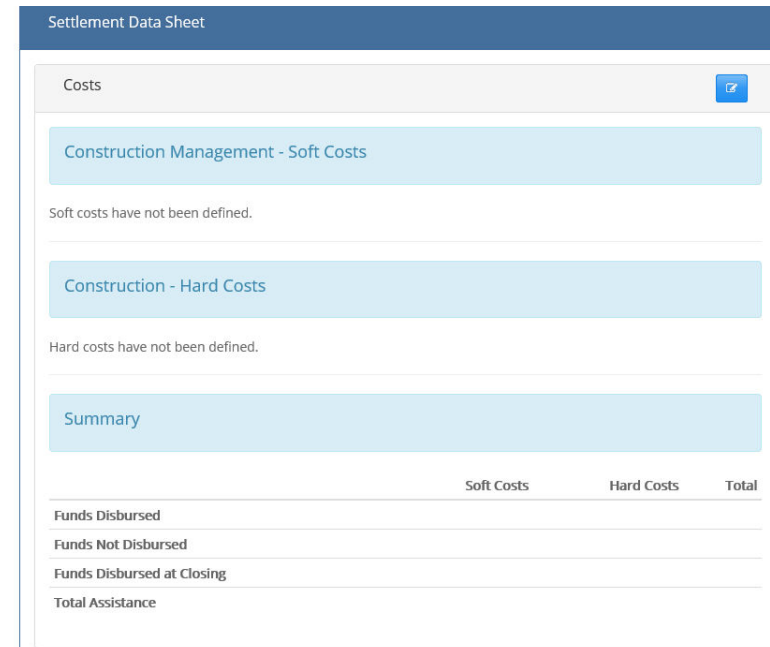 Settlement Data Sheet
Costs
Construction Management - Soft Costs
Soft costs have not been defined.
Construction - Hard Costs
Hard costs have not been defined.
Summary
Soft Costs Hard Costs Total
Funds Disbursed
Funds Not Disbursed
Funds Disbursed at Closing
Total Assistance